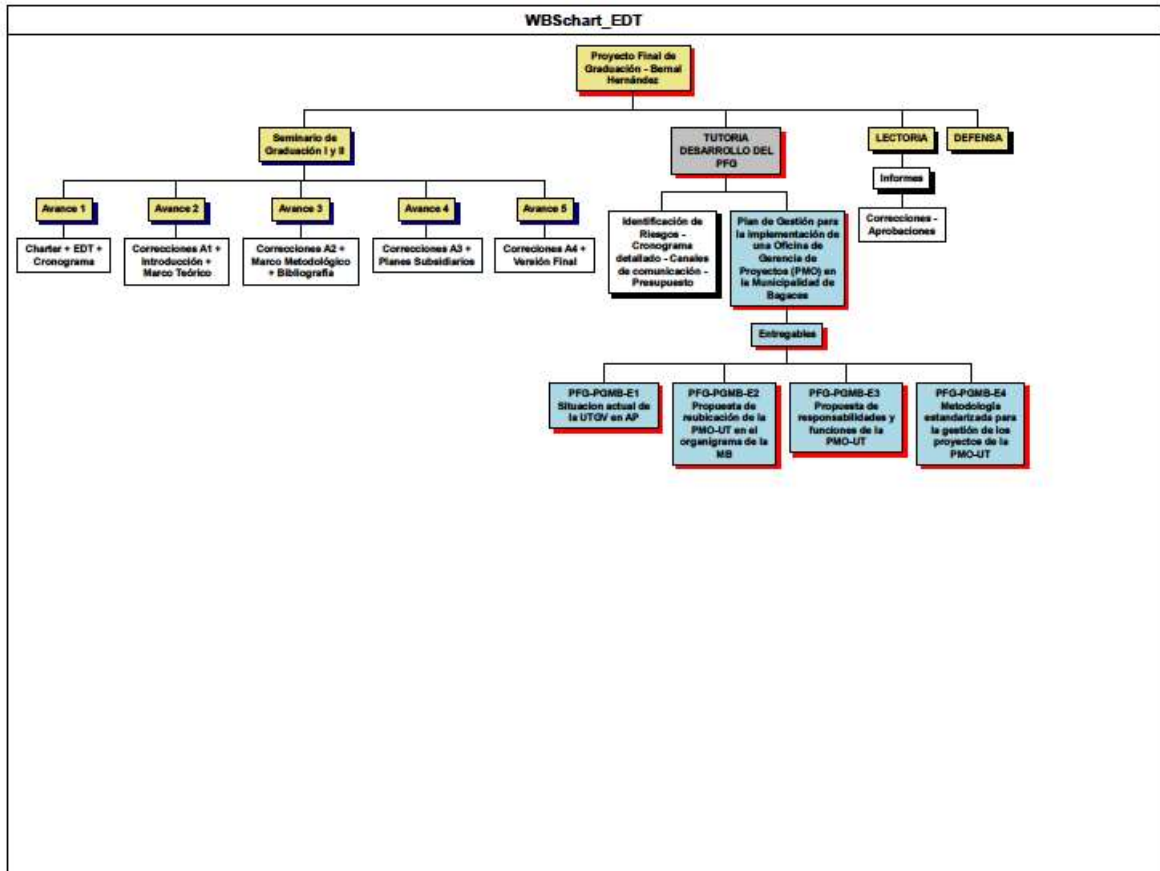 WBSchart_EDT
Proyecto Final de
Graduación - Bernal
Hernández
Seminario de
Graduación I y II
TUTORIA
DESARROLLO DEL
PFG
LECTORIA
DEFENSA
Avance 1
Avance 2
Avance 3
Avance 4
Avance 5
Informes
Charter + EDT +
Cronograma
Correcciones A1 +
Introducción +
Marco Teórico
Correcciones A2 +
Marco Metodológico
+ Bibliografía
Correcciones A3 +
Planes Subsidiarios
Correciones A4 +
Versión Final
Identificación de
Riesgos -
Cronograma
detallado - Canales
de comunicación -
Presupuesto
Plan de Gestión para
la implementación de
una Oficina de
Gerencia de
Proyectos (PMO) en
la Municipalidad de
Bagaces
Correcciones -
Aprobaciones
Entregables
PFG-PGMB-E1
Situacion actual de
la UTGV en AP
PFG-PGMB-E2
Propuesta de
reubicación de la
PMO-UT en el
organigrama de la
MB
PFG-PGMB-E3
Propuesta de
responsabilidades y
funciones de la
PMO-UT
PFG-PGMB-E4
Metodología
estandarizada para
la gestión de los
proyectos de la
PMO-UT